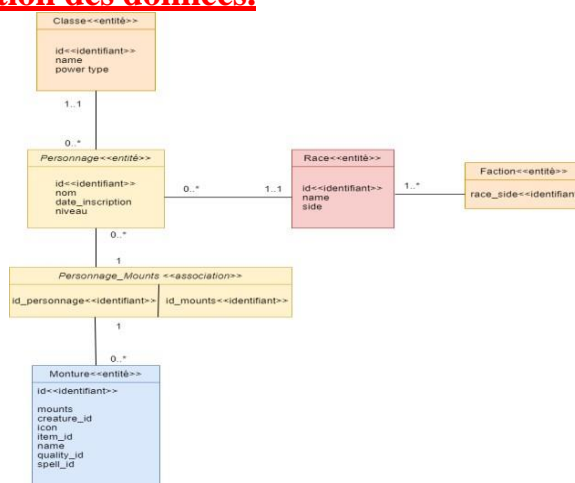 des données.
Classe<<entité>>
id<<identifiant>>
name
power type
1..1
0..*
Personnage<<entité>>
id<<identifiant>>
nom
date_inscription
niveau
0..*
1..1
Race<<entité>>
id<<identifiant>>
name
side
1..*
Faction<<entité>>
race_side<<identifiant
0..*
1
Personnage_Mounts <<association>>
id_personnage<<identifiant>>
id_mounts<<identifiant>>
1
0..*
Monture<<entité>>
id<<identifiant>>
mounts
creature_id
icon
item_id
name
quality_id
spell_id